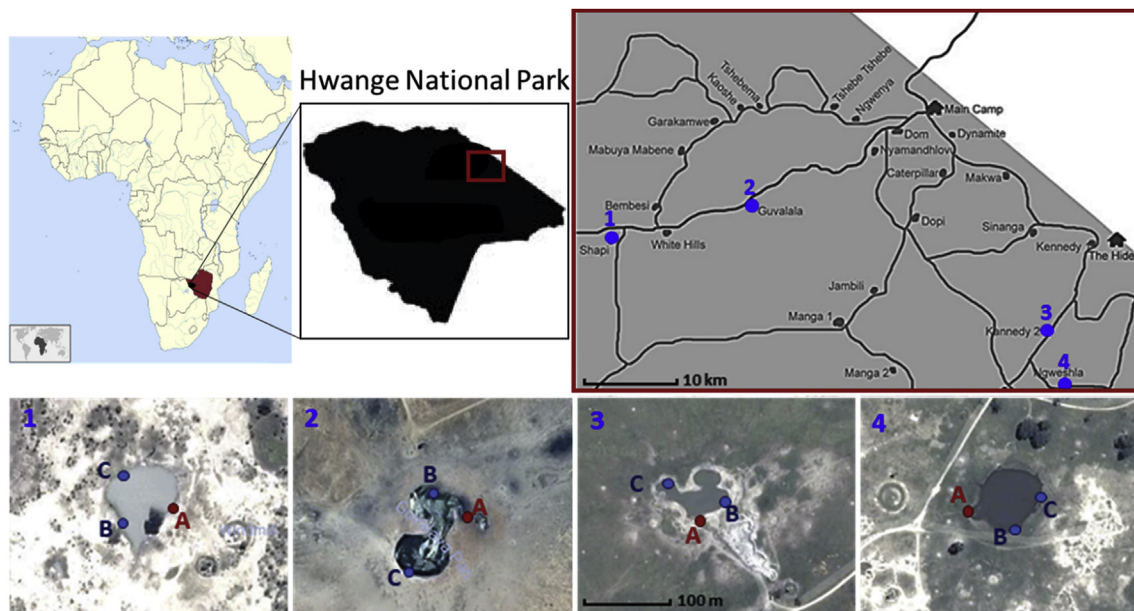 Hwange National Park
Tshebema
Kaoshe
Tshebe Tshebe
Ngwenya
Main Camp
Garakamwe
Dom
Dynamite
Mabuya Mabene
Nyamandhlovu
Caterpillar
Makwa
2
Bembesi
Guvalala
1
Dopi
Sinanga
Shapi
White Hills
Kennedy
The Hide
Jambili
3
Manga 1
Kannedy 2
4
Manga 2
Ngweshla
10 km
1
C
B
A
2
B
A
C
3
C
B
A
100 m
4
A
C
B